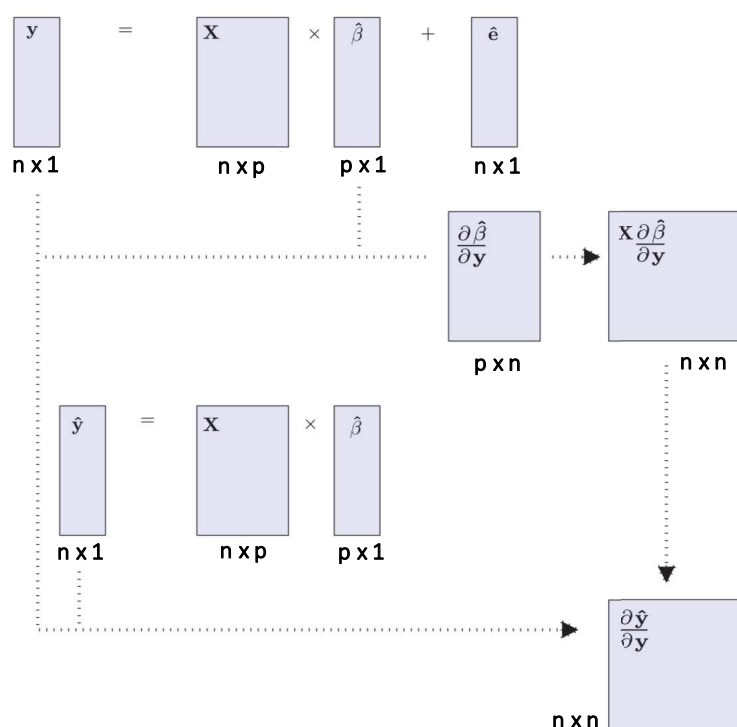 y = X × β̂ + ê
n x 1 n x p p x 1 n x 1
∂β̂/∂y X ∂β̂/∂y
p x n n x n
ŷ = X × β̂
n x 1 n x p p x 1
∂ŷ/∂y
n x n